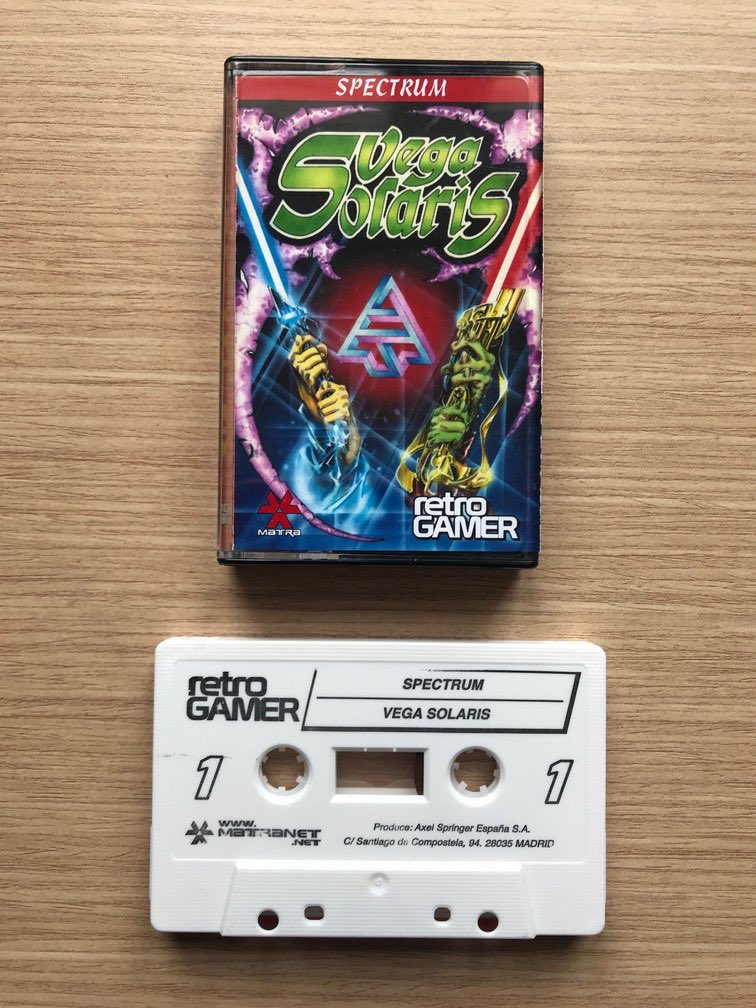 SPECTRUM
Vega
Solaris
MaTRa
retro
GAMER
retro
GAMER
SPECTRUM
VEGA SOLARIS
1
1
www.
MaTRaNET
.NET
Produce: Axel Springer España S.A.
C/ Santiago de Compostela, 94. 28035 MADRID